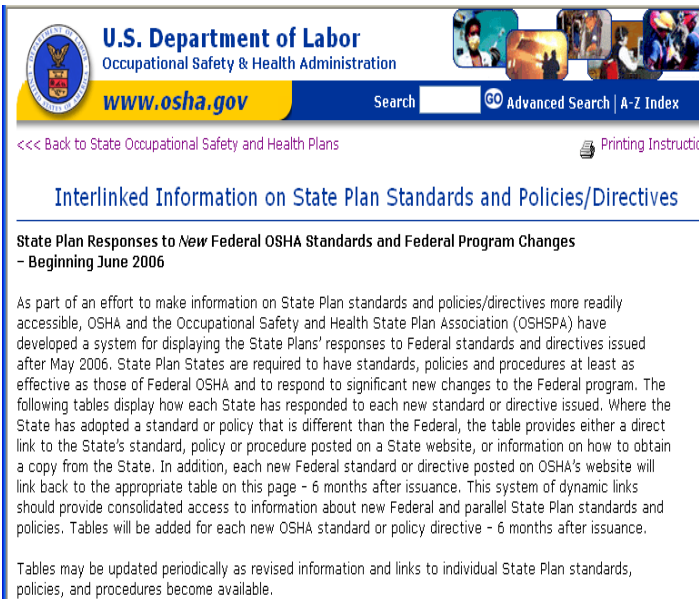 U.S. Department of Labor
Occupational Safety & Health Administration
www.osha.gov
Search GO Advanced Search | A-Z Index
<<< Back to State Occupational Safety and Health Plans
Printing Instructio
Interlinked Information on State Plan Standards and Policies/Directives
State Plan Responses to New Federal OSHA Standards and Federal Program Changes
– Beginning June 2006
As part of an effort to make information on State Plan standards and policies/directives more readily
accessible, OSHA and the Occupational Safety and Health State Plan Association (OSHSPA) have
developed a system for displaying the State Plans' responses to Federal standards and directives issued
after May 2006. State Plan States are required to have standards, policies and procedures at least as
effective as those of Federal OSHA and to respond to significant new changes to the Federal program. The
following tables display how each State has responded to each new standard or directive issued. Where the
State has adopted a standard or policy that is different than the Federal, the table provides either a direct
link to the State's standard, policy or procedure posted on a State website, or information on how to obtain
a copy from the State. In addition, each new Federal standard or directive posted on OSHA's website will
link back to the appropriate table on this page – 6 months after issuance. This system of dynamic links
should provide consolidated access to information about new Federal and parallel State Plan standards and
policies. Tables will be added for each new OSHA standard or policy directive – 6 months after issuance.
Tables may be updated periodically as revised information and links to individual State Plan standards,
policies, and procedures become available.